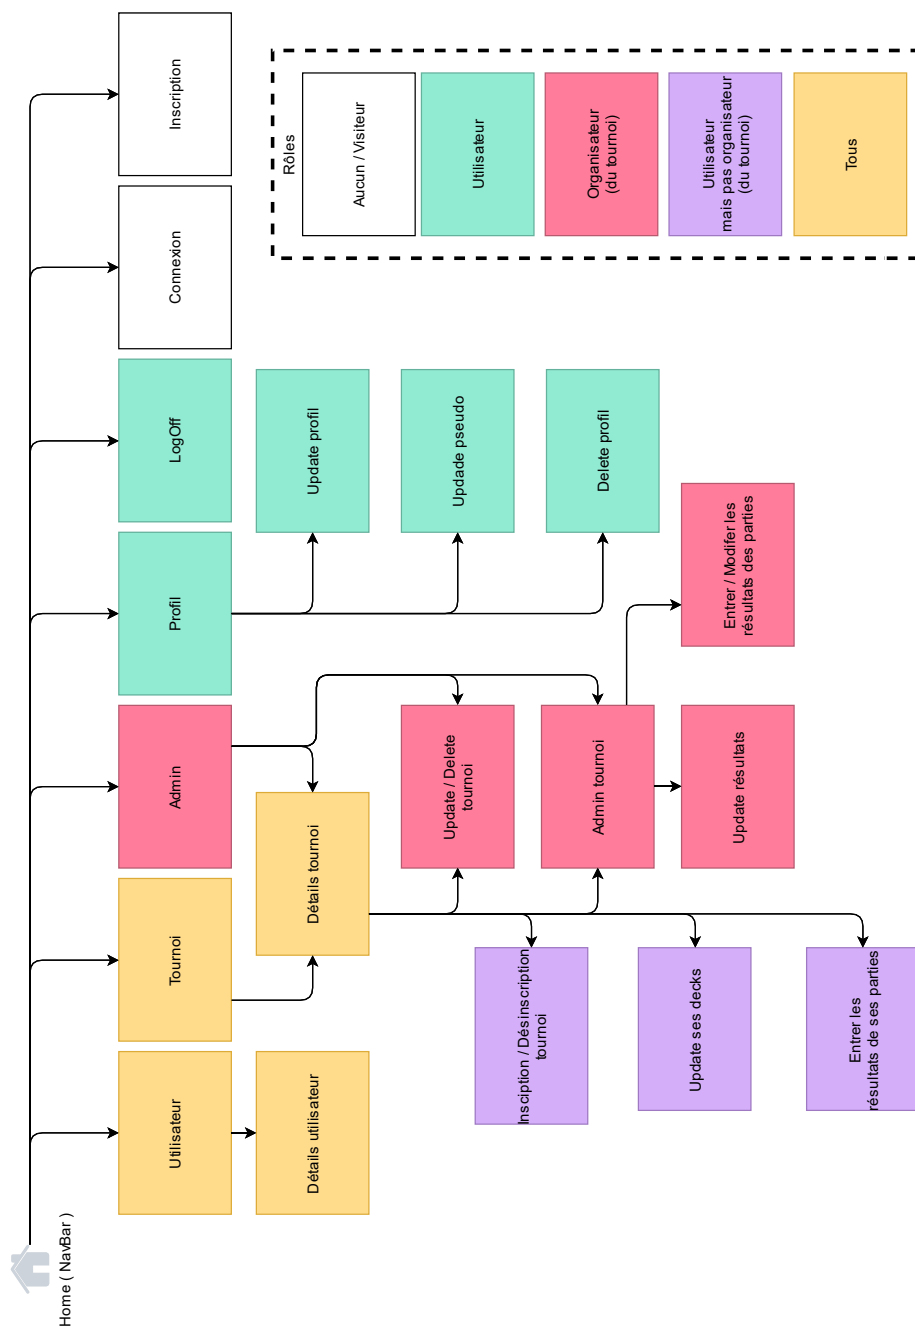 Home ( NavBar )
Utilisateur
Tournoi
Admin
Profil
LogOff
Connexion
Inscription
Détails utilisateur
Détails tournoi
Update profil
Updade pseudo
Delete profil
Update / Delete
tournoi
Admin tournoi
Entrer / Modifer les
résultats des parties
Update résultats
Insciption / Désinscription
tournoi
Update ses decks
Entrer les
résultats de ses parties
Rôles
Aucun / Visiteur
Utilisateur
Organisateur
(du tournoi)
Utilisateur
mais pas organisateur
(du tournoi)
Tous